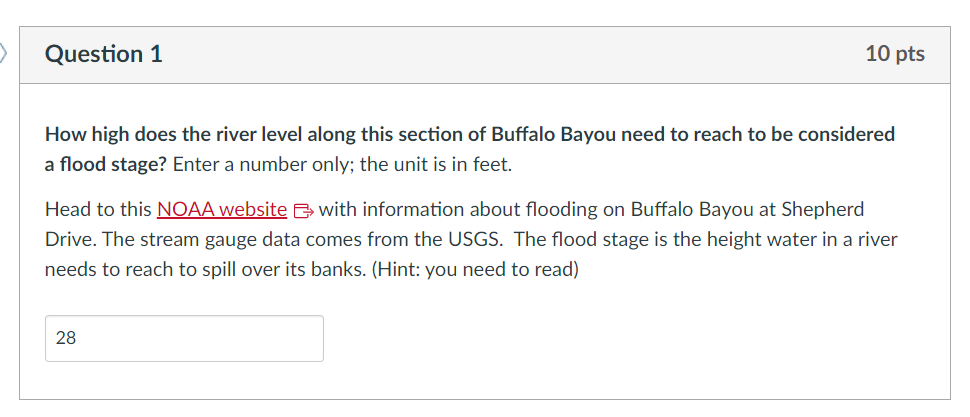 Question 1
10 pts
How high does the river level along this section of Buffalo Bayou need to reach to be considered
a flood stage? Enter a number only; the unit is in feet.
Head to this NOAA website with information about flooding on Buffalo Bayou at Shepherd
Drive. The stream gauge data comes from the USGS.  The flood stage is the height water in a river
needs to reach to spill over its banks. (Hint: you need to read)
28